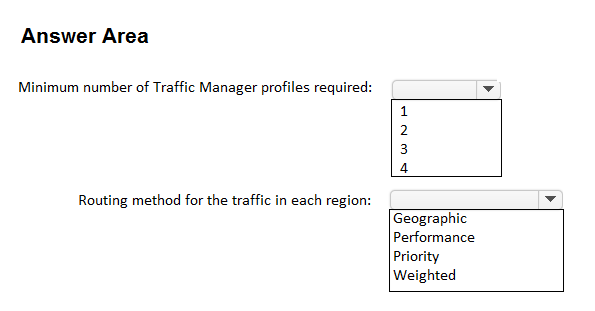 Answer Area
Minimum number of Traffic Manager profiles required:
1
2
3
4
Routing method for the traffic in each region:
Geographic
Performance
Priority
Weighted